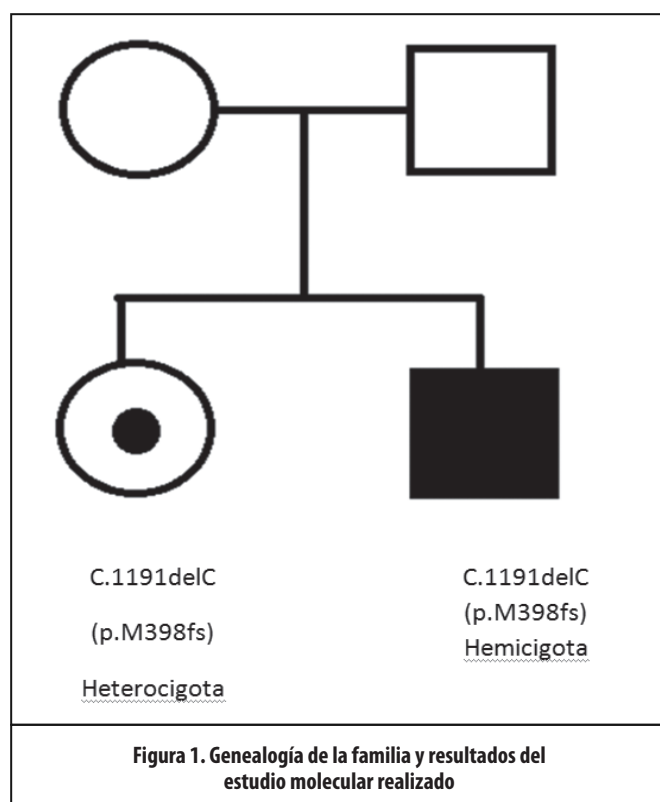 C.1191delC
(p.M398fs)
Heterocigota
C.1191delC
(p.M398fs)
Hemicigota
Figura 1. Genealogía de la familia y resultados del
estudio molecular realizado